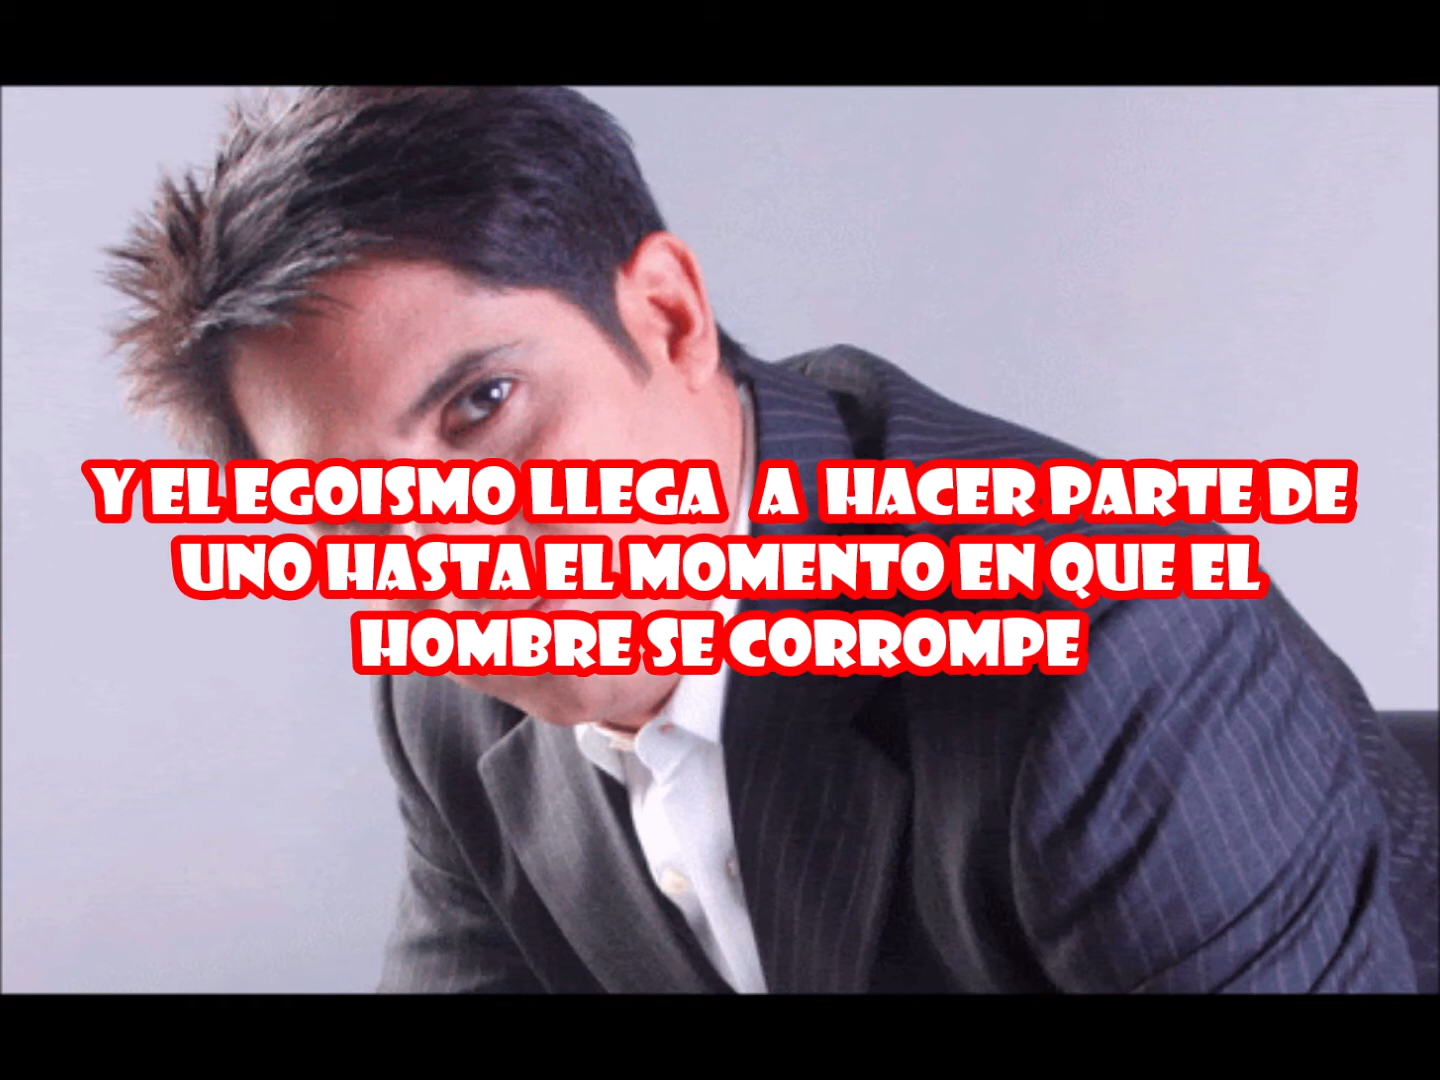 Y EL EGOISMO LLEGA A HACER PARTE DE
UNO HASTA EL MOMENTO EN QUE EL
HOMBRE SE CORROMPE